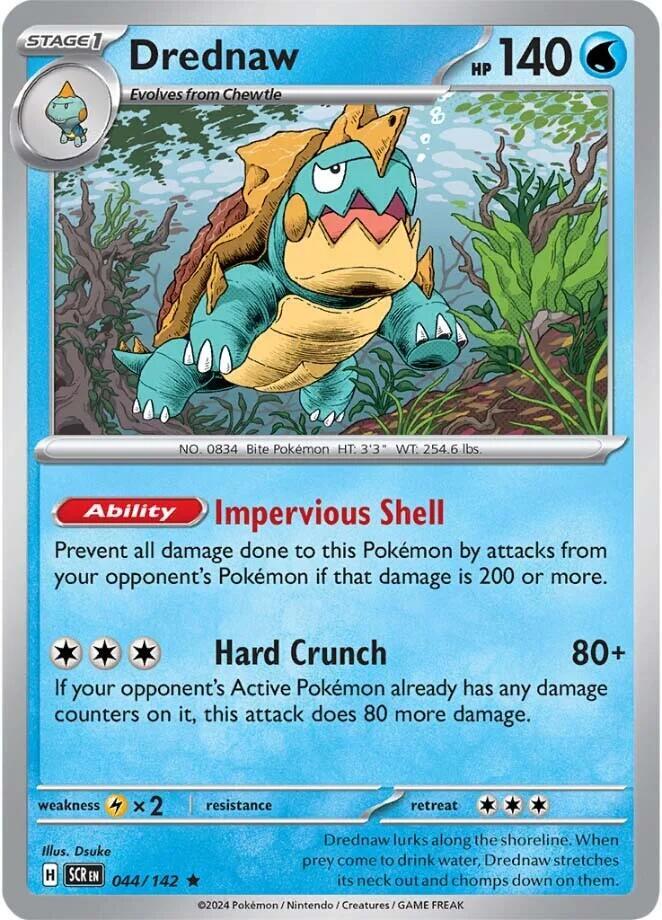 STAGE1
Drednaw
HP 140
Evolves from Chewtle
NO. 0834 Bite Pokémon HT: 3'3" WT: 254.6 lbs.
Ability Impervious Shell
Prevent all damage done to this Pokémon by attacks from
your opponent's Pokémon if that damage is 200 or more.
Hard Crunch 80+
If your opponent's Active Pokémon already has any damage
counters on it, this attack does 80 more damage.
weakness ×2 resistance retreat
Illus. Dsuke
H SCR EN 044/142 ★
Drednaw lurks along the shoreline. When
prey come to drink water, Drednaw stretches
its neck out and chomps down on them.
©2024 Pokémon / Nintendo / Creatures / GAME FREAK